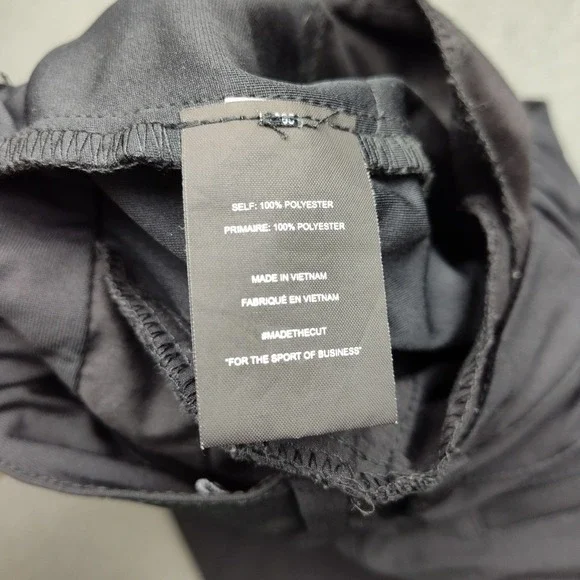 SELF: 100% POLYESTER
PRIMAIRE: 100% POLYESTER
MADE IN VIETNAM
FABRIQUÉ EN VIETNAM
#MADETHECUT
"FOR THE SPORT OF BUSINESS"